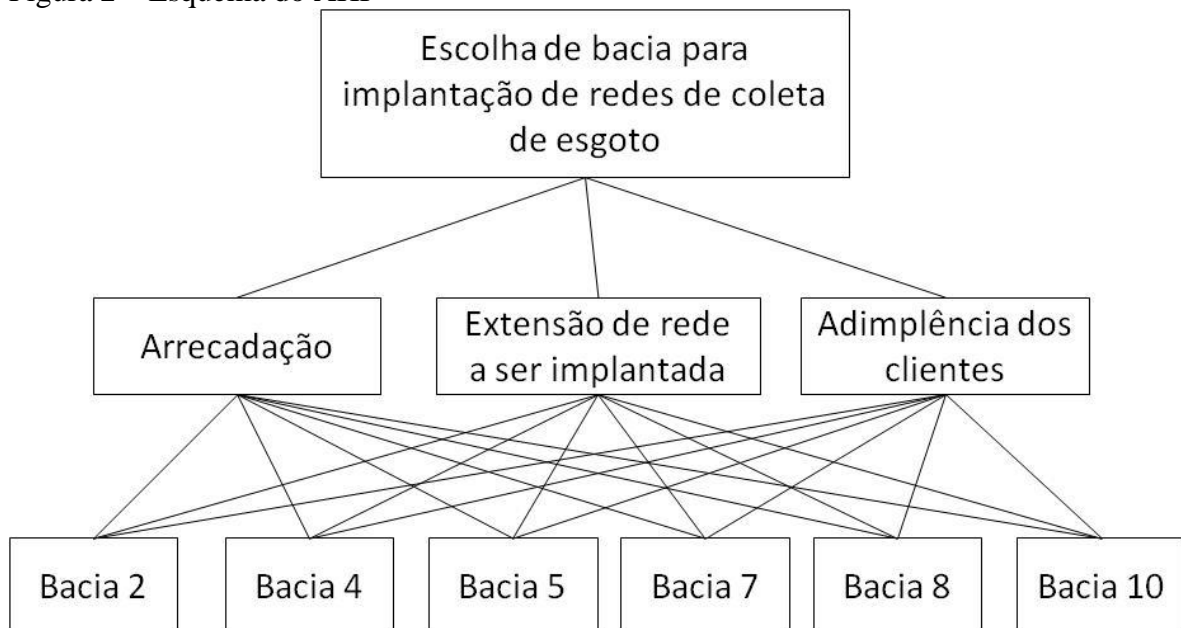 Escolha de bacia para
implantação de redes de coleta
de esgoto
Arrecadação
Extensão de rede
a ser implantada
Adimplência dos
clientes
Bacia 2
Bacia 4
Bacia 5
Bacia 7
Bacia 8
Bacia 10